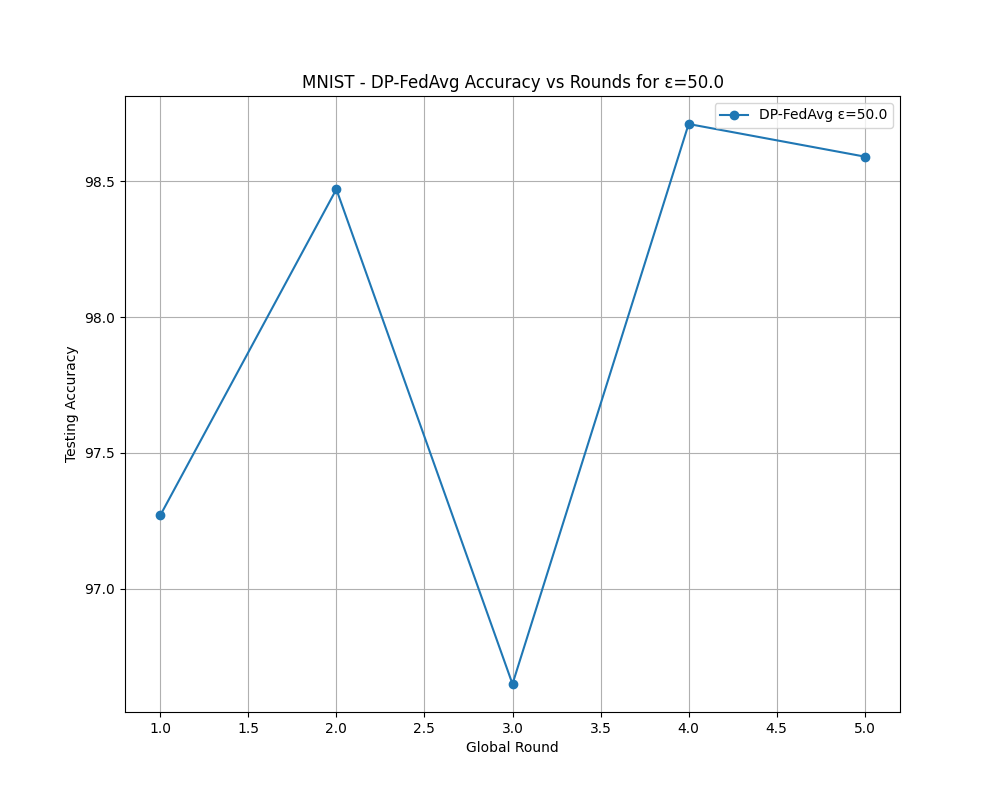 MNIST - DP-FedAvg Accuracy vs Rounds for ε=50.0
DP-FedAvg ε=50.0
Testing Accuracy
98.5
98.0
97.5
97.0
1.0 1.5 2.0 2.5 3.0 3.5 4.0 4.5 5.0
Global Round